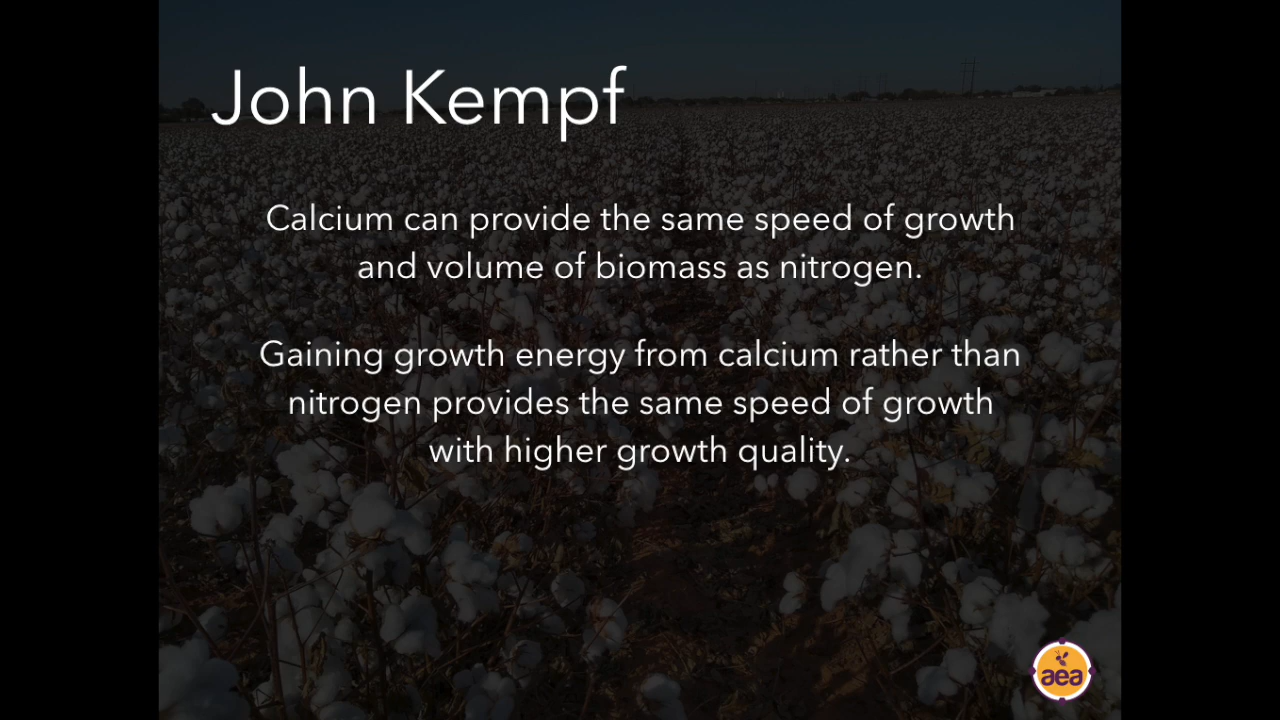 John Kempf
Calcium can provide the same speed of growth
and volume of biomass as nitrogen.
Gaining growth energy from calcium rather than
nitrogen provides the same speed of growth
with higher growth quality.
aea